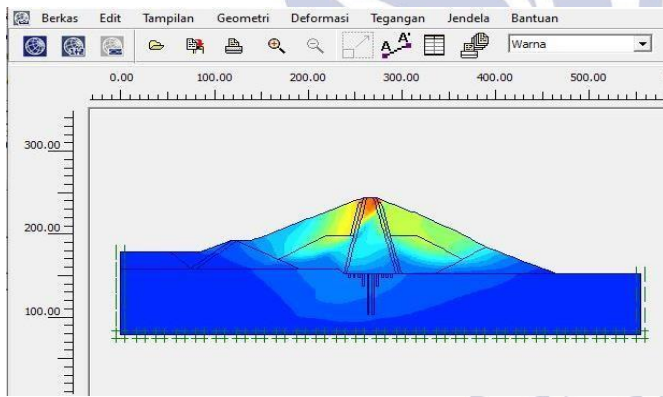 Berkas Edit Tampilan Geometri Deformasi Tegangan Jendela Bantuan
A A' Warna
0.00 100.00 200.00 300.00 400.00 500.00
300.00
200.00
100.00